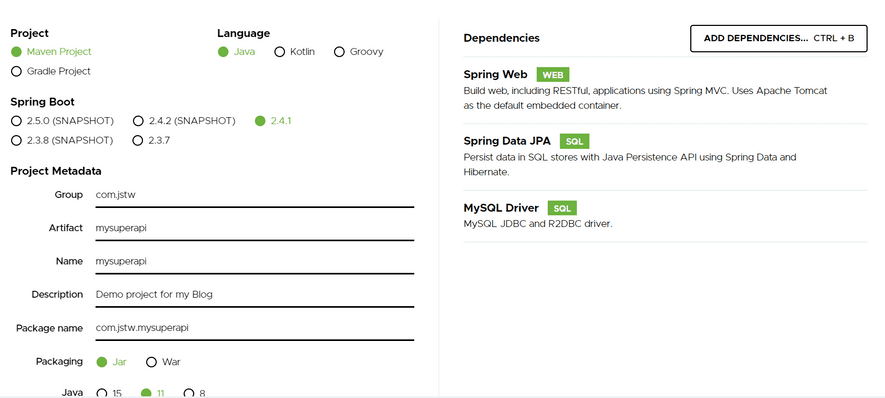 Project
Language
Maven Project
Java Kotlin Groovy
Gradle Project
Spring Boot
2.5.0 (SNAPSHOT) 2.4.2 (SNAPSHOT) 2.4.1
2.3.8 (SNAPSHOT) 2.3.7
Project Metadata
Group com.jstw
Artifact mysuperapi
Name mysuperapi
Description Demo project for my Blog
Package name com.jstw.mysuperapi
Packaging Jar War
Java 15 11 8
Dependencies
ADD DEPENDENCIES... CTRL + B
Spring Web WEB
Build web, including RESTful, applications using Spring MVC. Uses Apache Tomcat
as the default embedded container.
Spring Data JPA SQL
Persist data in SQL stores with Java Persistence API using Spring Data and
Hibernate.
MySQL Driver SQL
MySQL JDBC and R2DBC driver.